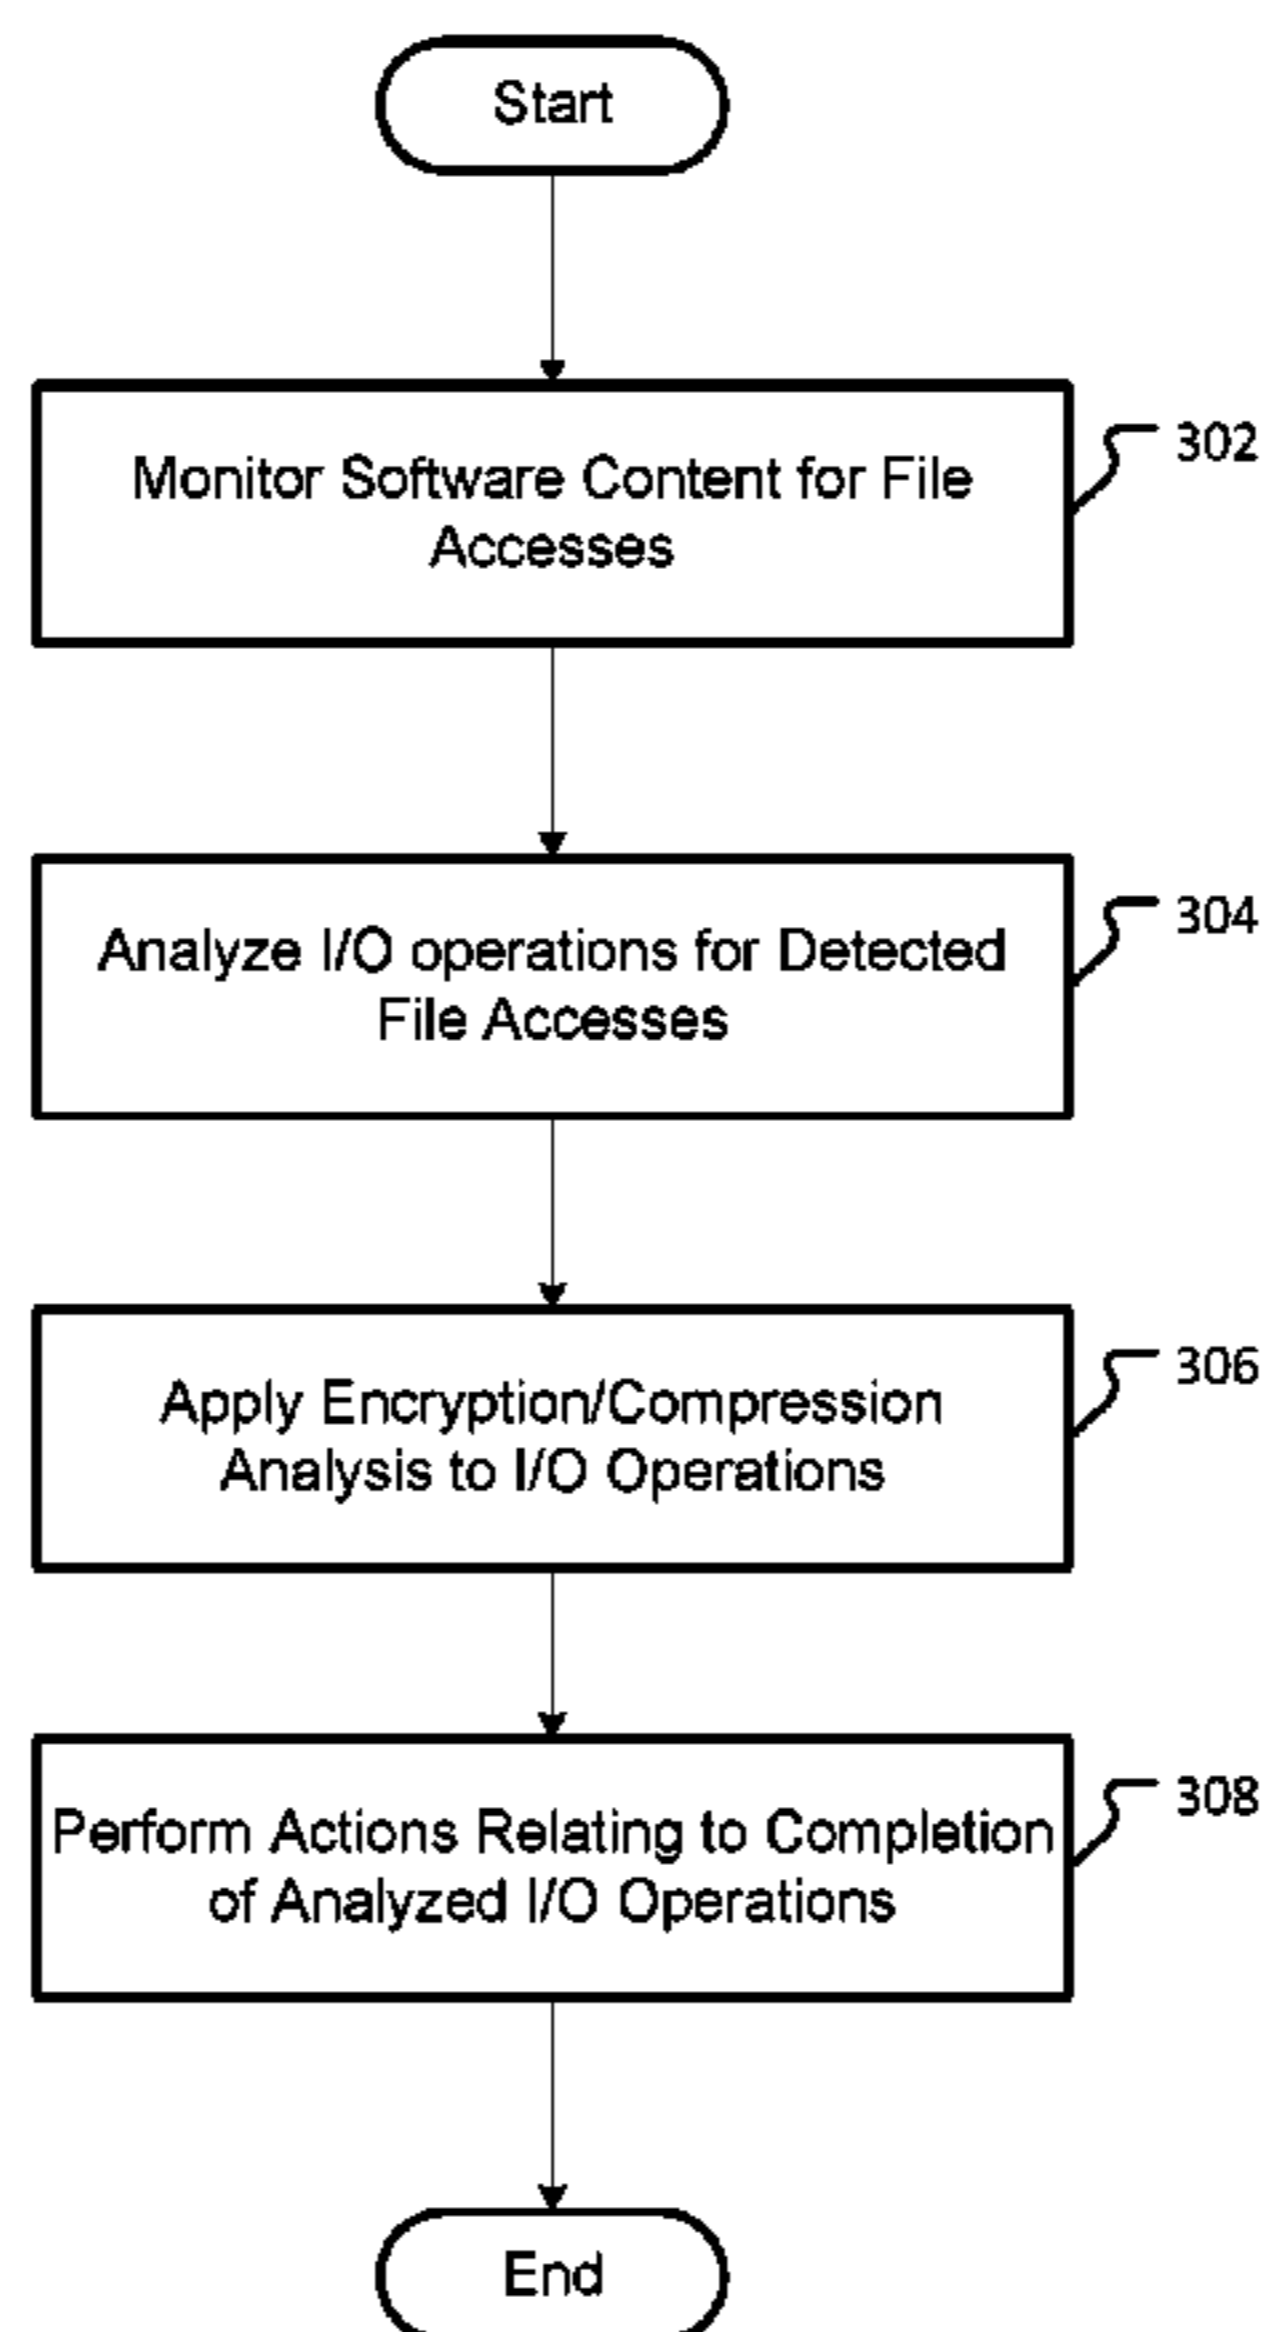 Start
Monitor Software Content for File
Accesses
302
Analyze I/O operations for Detected
File Accesses
304
Apply Encryption/Compression
Analysis to I/O Operations
306
Perform Actions Relating to Completion
of Analyzed I/O Operations
308
End